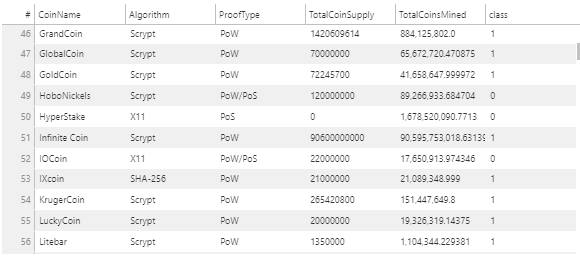 # CoinName Algorithm ProofType TotalCoinSupply TotalCoinsMined class
46 GrandCoin Scrypt PoW 1420609614 884,125,802.0 1
47 GlobalCoin Scrypt PoW 70000000 65,672,720.470875 1
48 GoldCoin Scrypt PoW 72245700 41,658,647.999972 1
49 HoboNickels Scrypt PoW/PoS 120000000 89,266,933.684704 0
50 HyperStake X11 PoS 0 1,678,520,090.7713 0
51 Infinite Coin Scrypt PoW 90600000000 90,595,753,018.63139 1
52 IOCoin X11 PoW/PoS 22000000 17,650,913.974346 0
53 IXcoin SHA-256 PoW 21000000 21,089,348.999 1
54 KrugerCoin Scrypt PoW 265420800 151,447,649.8 1
55 LuckyCoin Scrypt PoW 20000000 19,326,319.14375 1
56 Litebar Scrypt PoW 1350000 1,104,344.229381 1